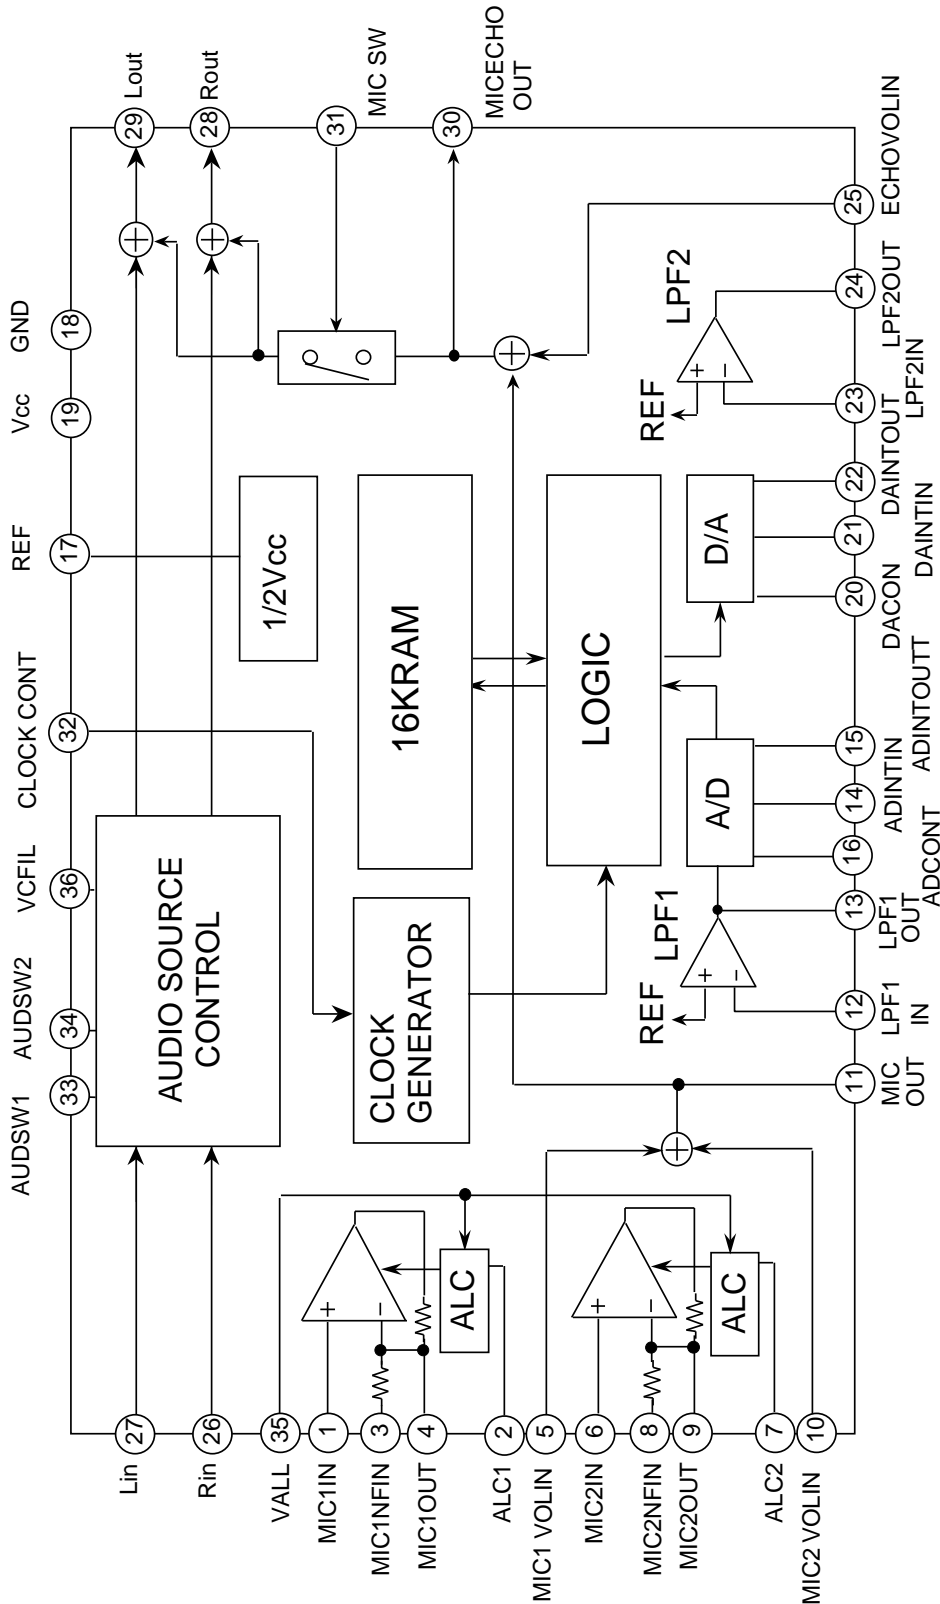 AUDSW1
33
AUDSW2
34
VCFIL
36
CLOCK CONT
32
REF
17
Vcc
19
GND
18
Lin
27
Rin
26
VALL
35
MIC1IN
1
MIC1NFIN
3
MIC1OUT
4
ALC1
2
MIC1 VOLIN
5
MIC2IN
6
MIC2NFIN
8
MIC2OUT
9
ALC2
7
MIC2 VOLIN
10
AUDIO SOURCE
CONTROL
1/2Vcc
CLOCK
GENERATOR
16KRAM
LOGIC
+
−
ALC
+
−
ALC
REF
LPF1
+
−
A/D
D/A
REF
LPF2
+
−
29
Lout
28
Rout
31
MIC SW
30
MICECHO
OUT
11
MIC
OUT
12
LPF1
IN
13
LPF1
OUT
16
ADCONT
14
ADINTIN
15
ADINTOUTT
20
DACON
21
DAINTIN
22
DAINTOUT
23
LPF2IN
24
LPF2OUT
25
ECHOVOLIN